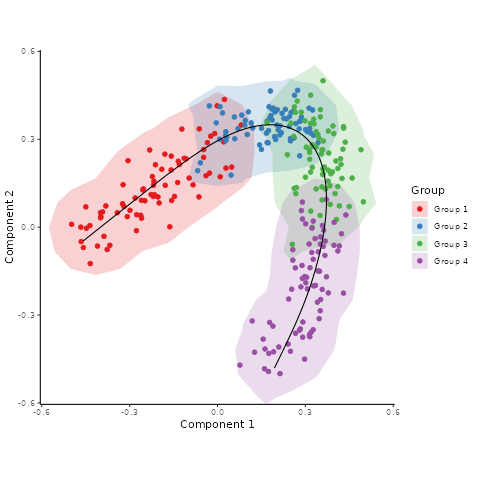 0.6
0.3
0.0
-0.3
-0.6
Component 2
-0.6 -0.3 0.0 0.3 0.6
Component 1
Group
Group 1
Group 2
Group 3
Group 4